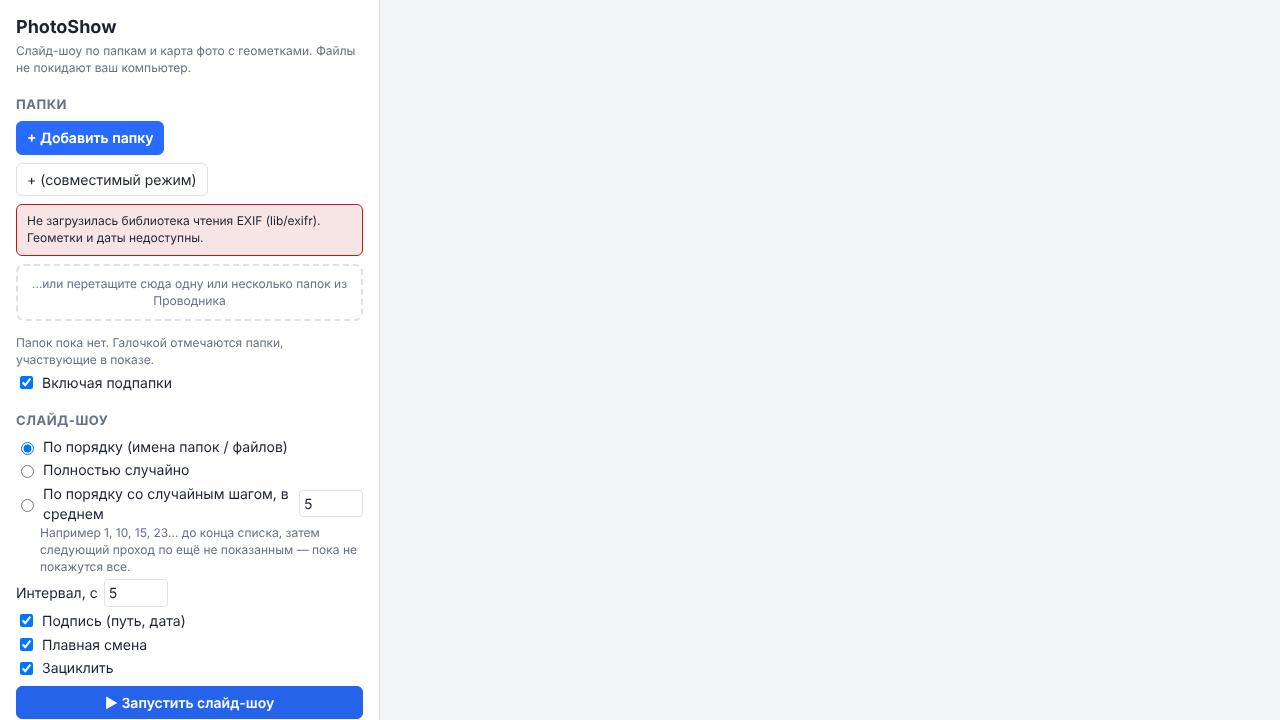 PhotoShow
Слайд-шоу по папкам и карта фото с геометками. Файлы
не покидают ваш компьютер.
ПАПКИ
+ Добавить папку
+ (совместимый режим)
Не загрузилась библиотека чтения EXIF (lib/exifr).
Геометки и даты недоступны.
...или перетащите сюда одну или несколько папок из
Проводника
Папок пока нет. Галочкой отмечаются папки,
участвующие в показе.
Включая подпапки
СЛАЙД-ШОУ
По порядку (имена папок / файлов)
Полностью случайно
По порядку со случайным шагом, в
среднем
5
Например 1, 10, 15, 23... до конца списка, затем
следующий проход по ещё не показанным — пока не
покажутся все.
Интервал, с 5
Подпись (путь, дата)
Плавная смена
Зациклить
▶ Запустить слайд-шоу